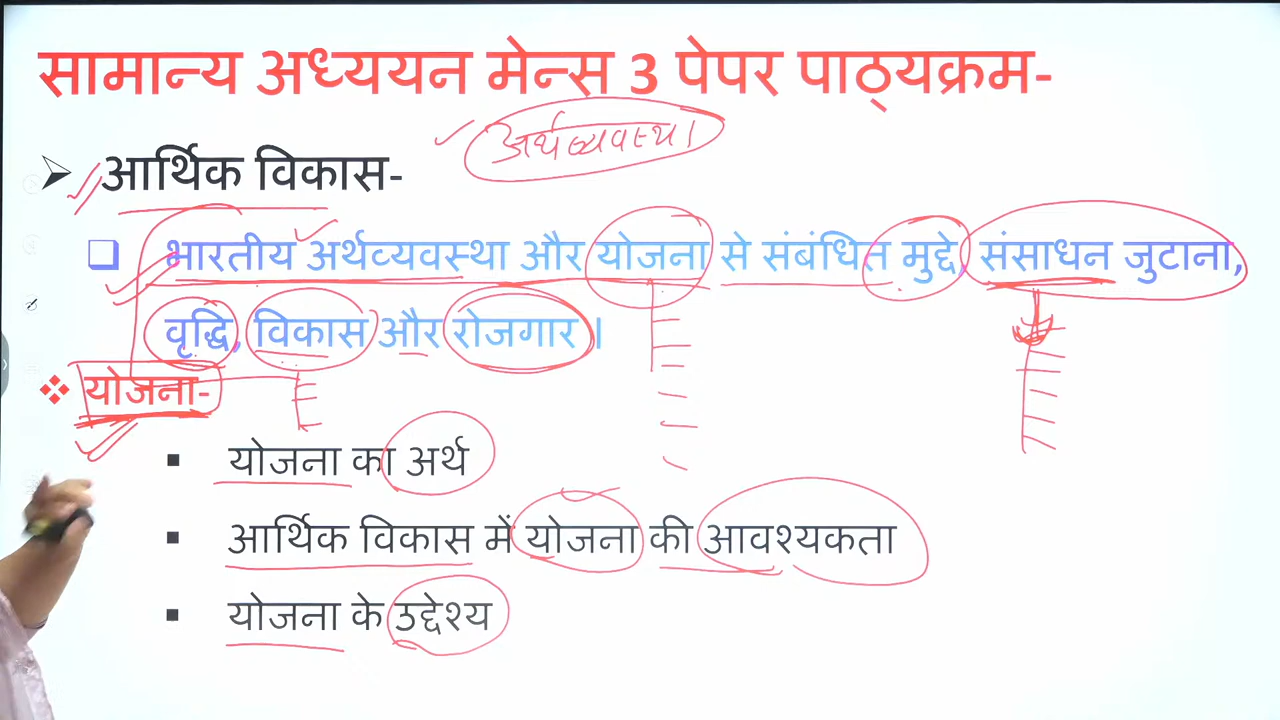 सामान्य अध्ययन मेन्स 3 पेपर पाठ्यक्रम-
अर्थव्यवस्था।
आर्थिक विकास-
भारतीय अर्थव्यवस्था और योजना से संबंधित मुद्दे, संसाधन जुटाना,
वृद्धि, विकास और रोजगार ।
योजना-
योजना का अर्थ
आर्थिक विकास में योजना की आवश्यकता
योजना के उद्देश्य